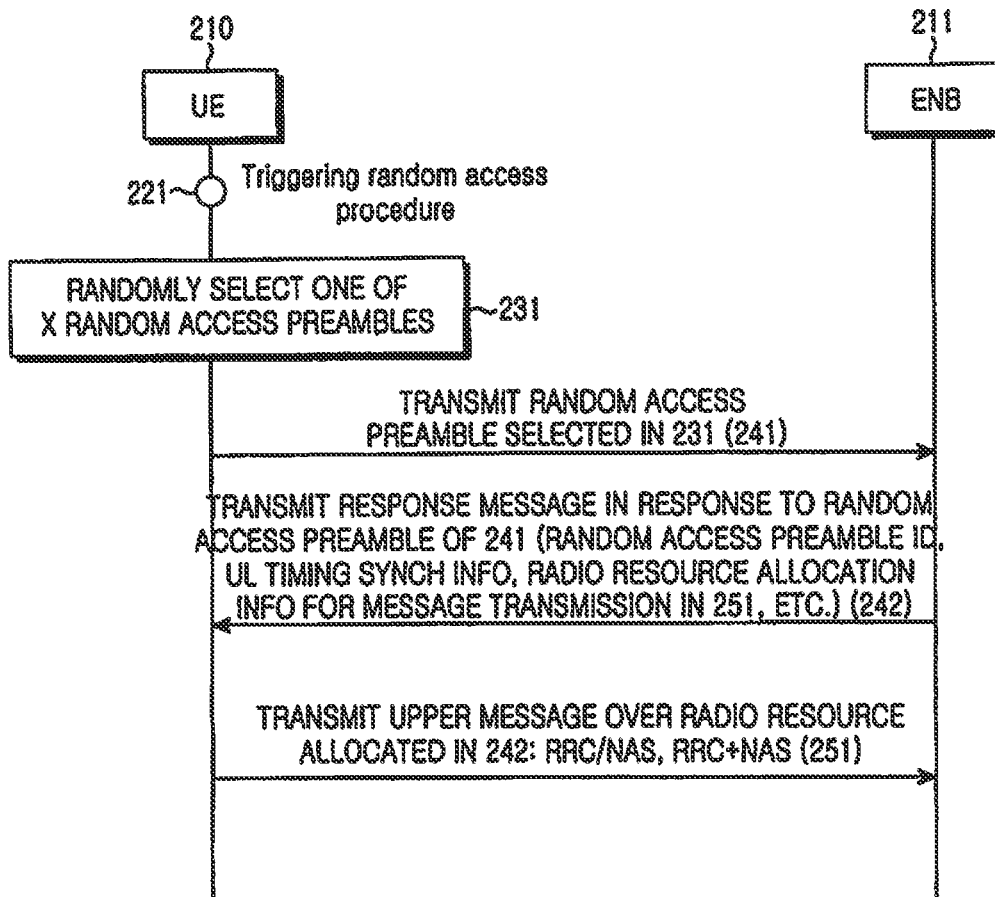 210
211
UE
ENB
221
Triggering random access
procedure
RANDOMLY SELECT ONE OF
X RANDOM ACCESS PREAMBLES
231
TRANSMIT RANDOM ACCESS
PREAMBLE SELECTED IN 231 (241)
TRANSMIT RESPONSE MESSAGE IN RESPONSE TO RANDOM
ACCESS PREAMBLE OF 241 (RANDOM ACCESS PREAMBLE ID,
UL TIMING SYNCH INFO, RADIO RESOURCE ALLOCATION
INFO FOR MESSAGE TRANSMISSION IN 251, ETC.) (242)
TRANSMIT UPPER MESSAGE OVER RADIO RESOURCE
ALLOCATED IN 242: RRC/NAS, RRC+NAS (251)